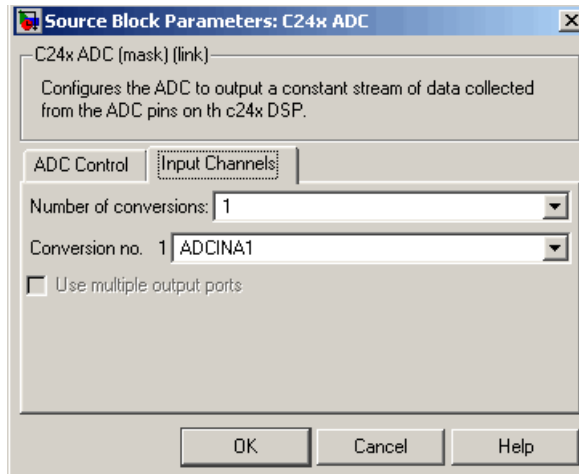 Source Block Parameters: C24x ADC
C24x ADC (mask) (link)
Configures the ADC to output a constant stream of data collected
from the ADC pins on th c24x DSP.
ADC Control Input Channels
Number of conversions: 1
Conversion no. 1 ADCINA1
Use multiple output ports
OK Cancel Help